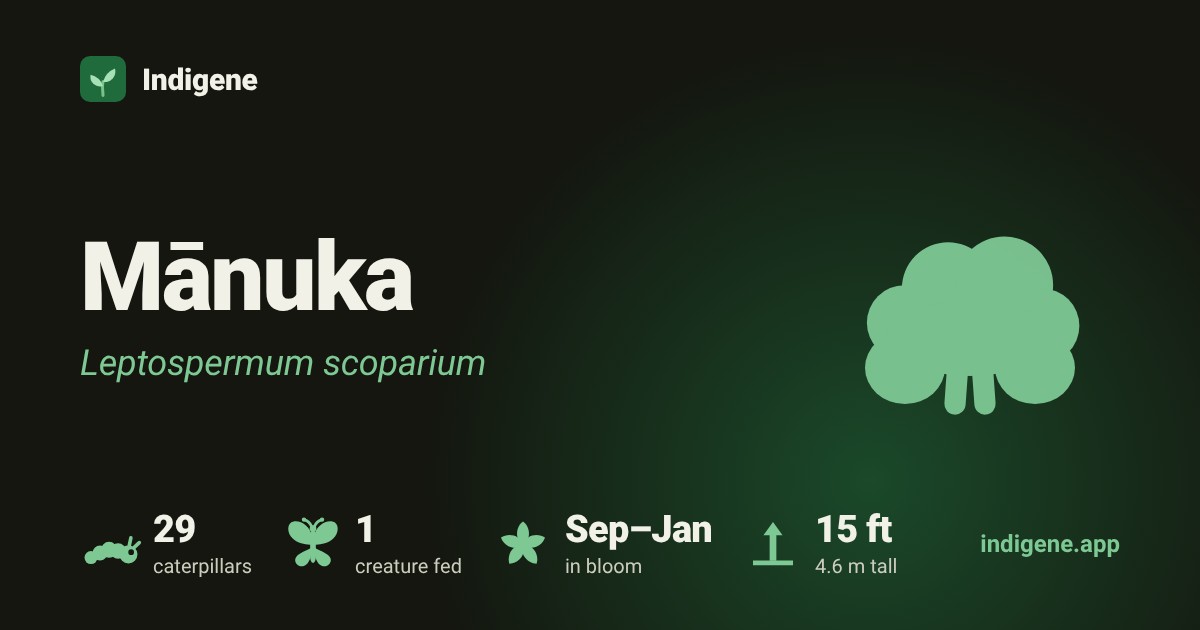 Indigene
Mānuka
Leptospermum scoparium
29
caterpillars
1
creature fed
Sep–Jan
in bloom
15 ft
4.6 m tall
indigene.app